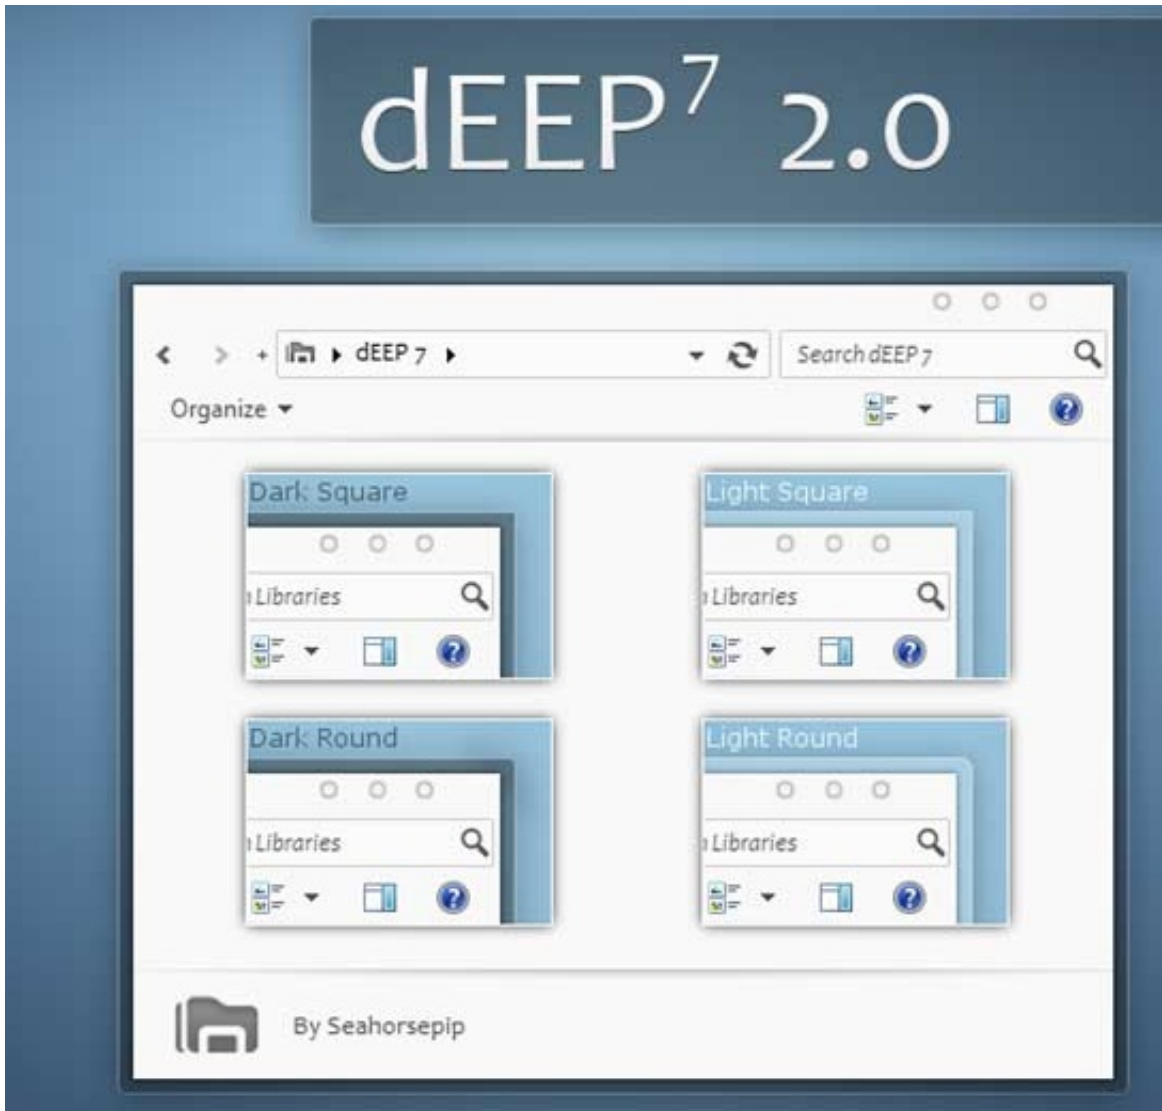 dEEP⁷ 2.0
+ dEEP 7 Search dEEP 7
Organize
Dark Square
Light Square
Libraries
Libraries
Dark Round
Light Round
Libraries
Libraries
By Seahorsepip